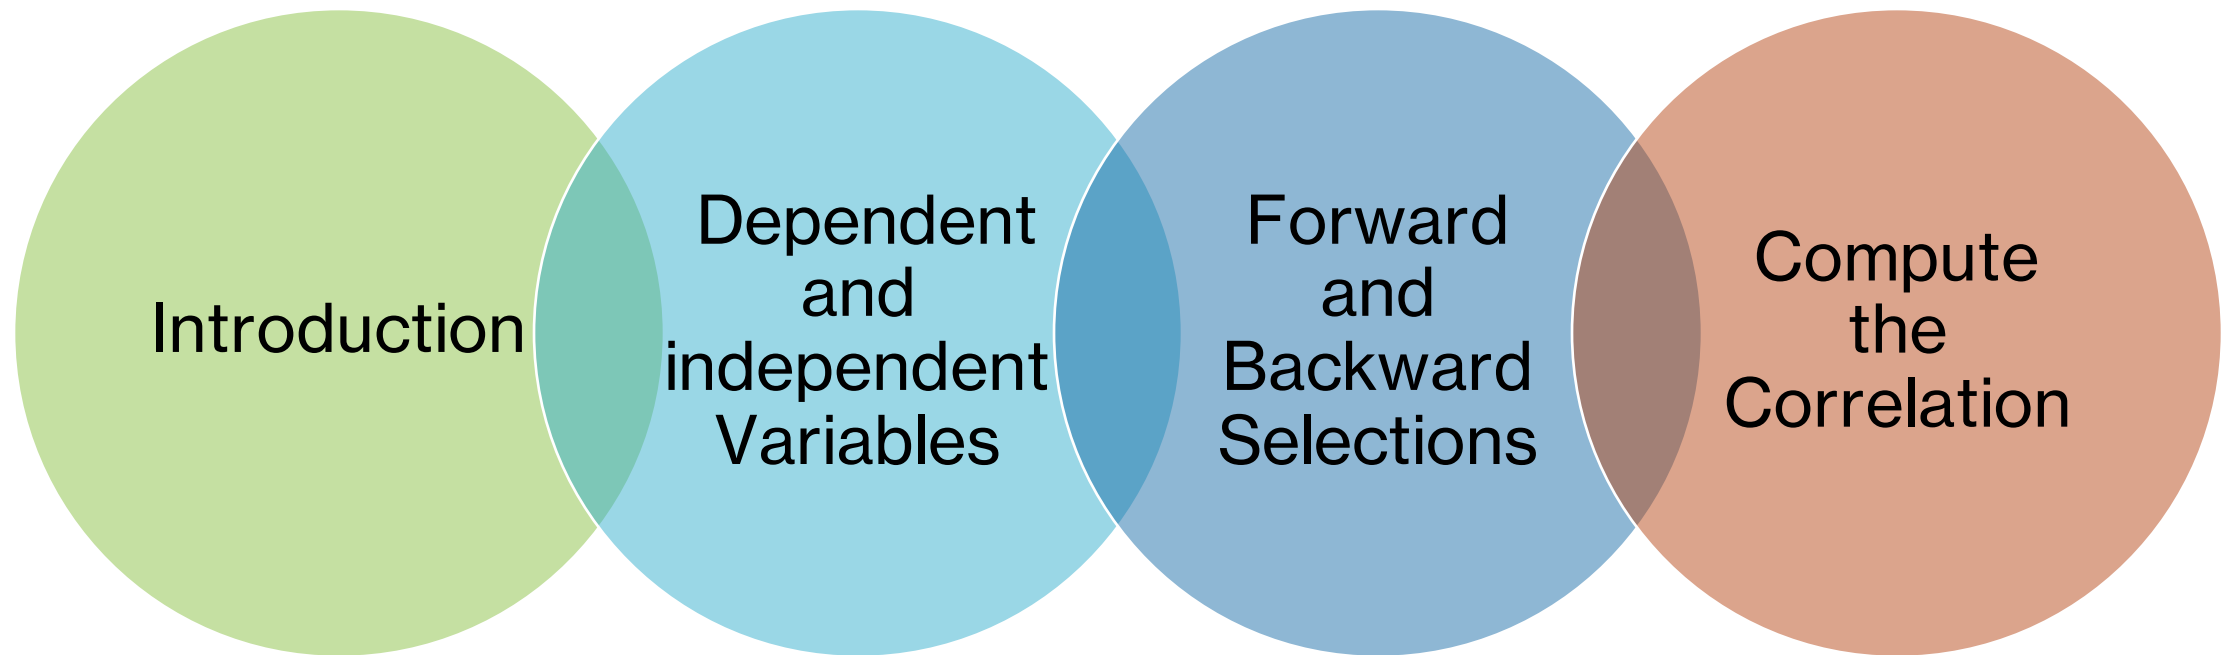 Introduction
Dependent
and
independent
Variables
Forward
and
Backward
Selections
Compute
the
Correlation